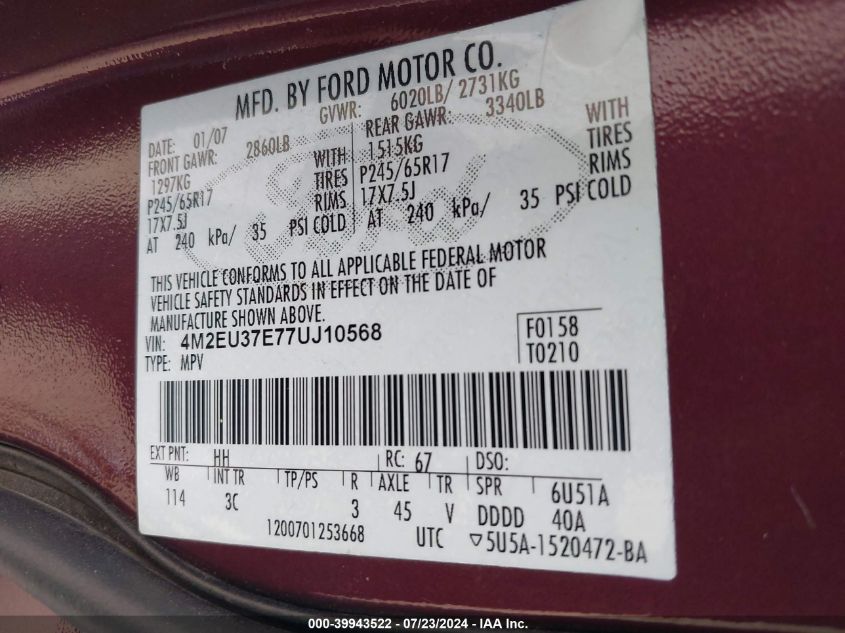 MFD. BY FORD MOTOR CO.
DATE: 01/07 GVWR: 6020LB/ 2731KG
FRONT GAWR: 2860LB REAR GAWR: 3340LB
1297KG WITH 1515KG WITH
P245/65R17 TIRES P245/65R17 TIRES
17X7.5J RIMS 17X7.5J RIMS
AT 240 kPa/ 35 PSI COLD AT 240 kPa/ 35 PSI COLD
THIS VEHICLE CONFORMS TO ALL APPLICABLE FEDERAL MOTOR
VEHICLE SAFETY STANDARDS IN EFFECT ON THE DATE OF
MANUFACTURE SHOWN ABOVE.
VIN: 4M2EU37E77UJ10568 F0158
TYPE: MPV T0210
EXT PNT: HH RC: 67 DSO:
WB INT TR TP/PS R AXLE TR SPR 6U51A
114 3C 3 45 V DDDD 40A
1200701253668 UTC ▽5U5A-1520472-BA
000-39943522 - 07/23/2024 - IAA Inc.